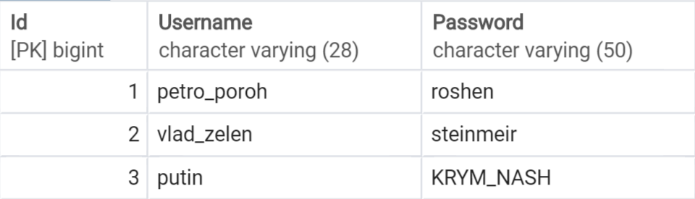 Id Username Password
[PK] bigint character varying (28) character varying (50)
1 petro_poroh roshen
2 vlad_zelen steinmeir
3 putin KRYM_NASH